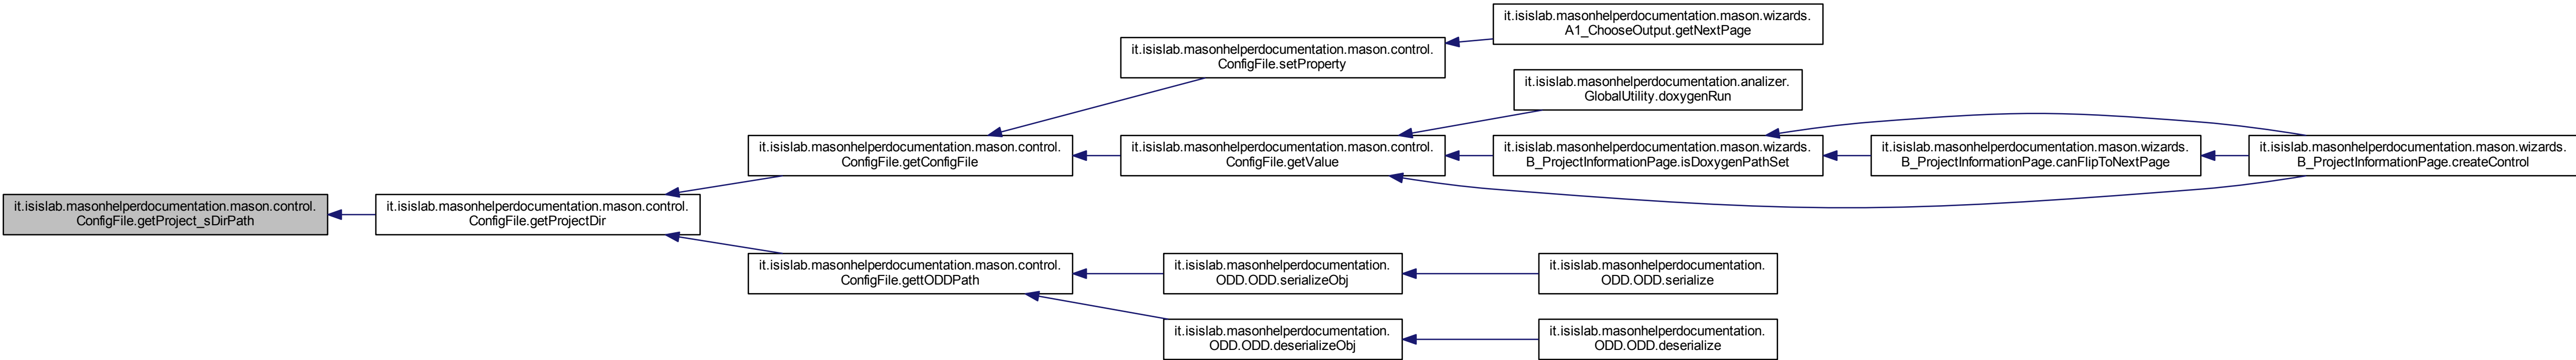 it.isislab.masonhelperdocumentation.mason.wizards.
A1_ChooseOutput.getNextPage
it.isislab.masonhelperdocumentation.mason.control.
ConfigFile.setProperty
it.isislab.masonhelperdocumentation.analizer.
GlobalUtility.doxygenRun
it.isislab.masonhelperdocumentation.mason.control.
ConfigFile.getConfigFile
it.isislab.masonhelperdocumentation.mason.control.
ConfigFile.getValue
it.isislab.masonhelperdocumentation.mason.wizards.
B_ProjectInformationPage.isDoxygenPathSet
it.isislab.masonhelperdocumentation.mason.wizards.
B_ProjectInformationPage.canFlipToNextPage
it.isislab.masonhelperdocumentation.mason.wizards.
B_ProjectInformationPage.createControl
it.isislab.masonhelperdocumentation.mason.control.
ConfigFile.getProject_sDirPath
it.isislab.masonhelperdocumentation.mason.control.
ConfigFile.getProjectDir
it.isislab.masonhelperdocumentation.mason.control.
ConfigFile.gettODDPath
it.isislab.masonhelperdocumentation.
ODD.ODD.serializeObj
it.isislab.masonhelperdocumentation.
ODD.ODD.serialize
it.isislab.masonhelperdocumentation.
ODD.ODD.deserializeObj
it.isislab.masonhelperdocumentation.
ODD.ODD.deserialize